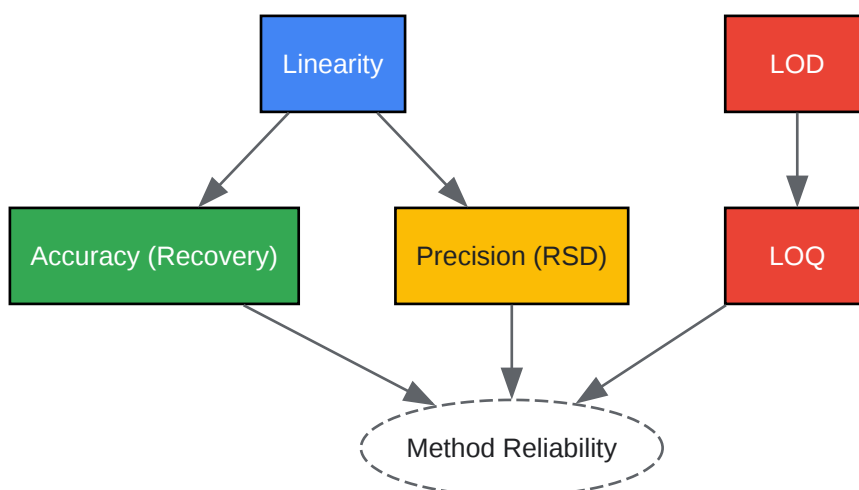 Linearity
LOD
Accuracy (Recovery)
Precision (RSD)
LOQ
Method Reliability